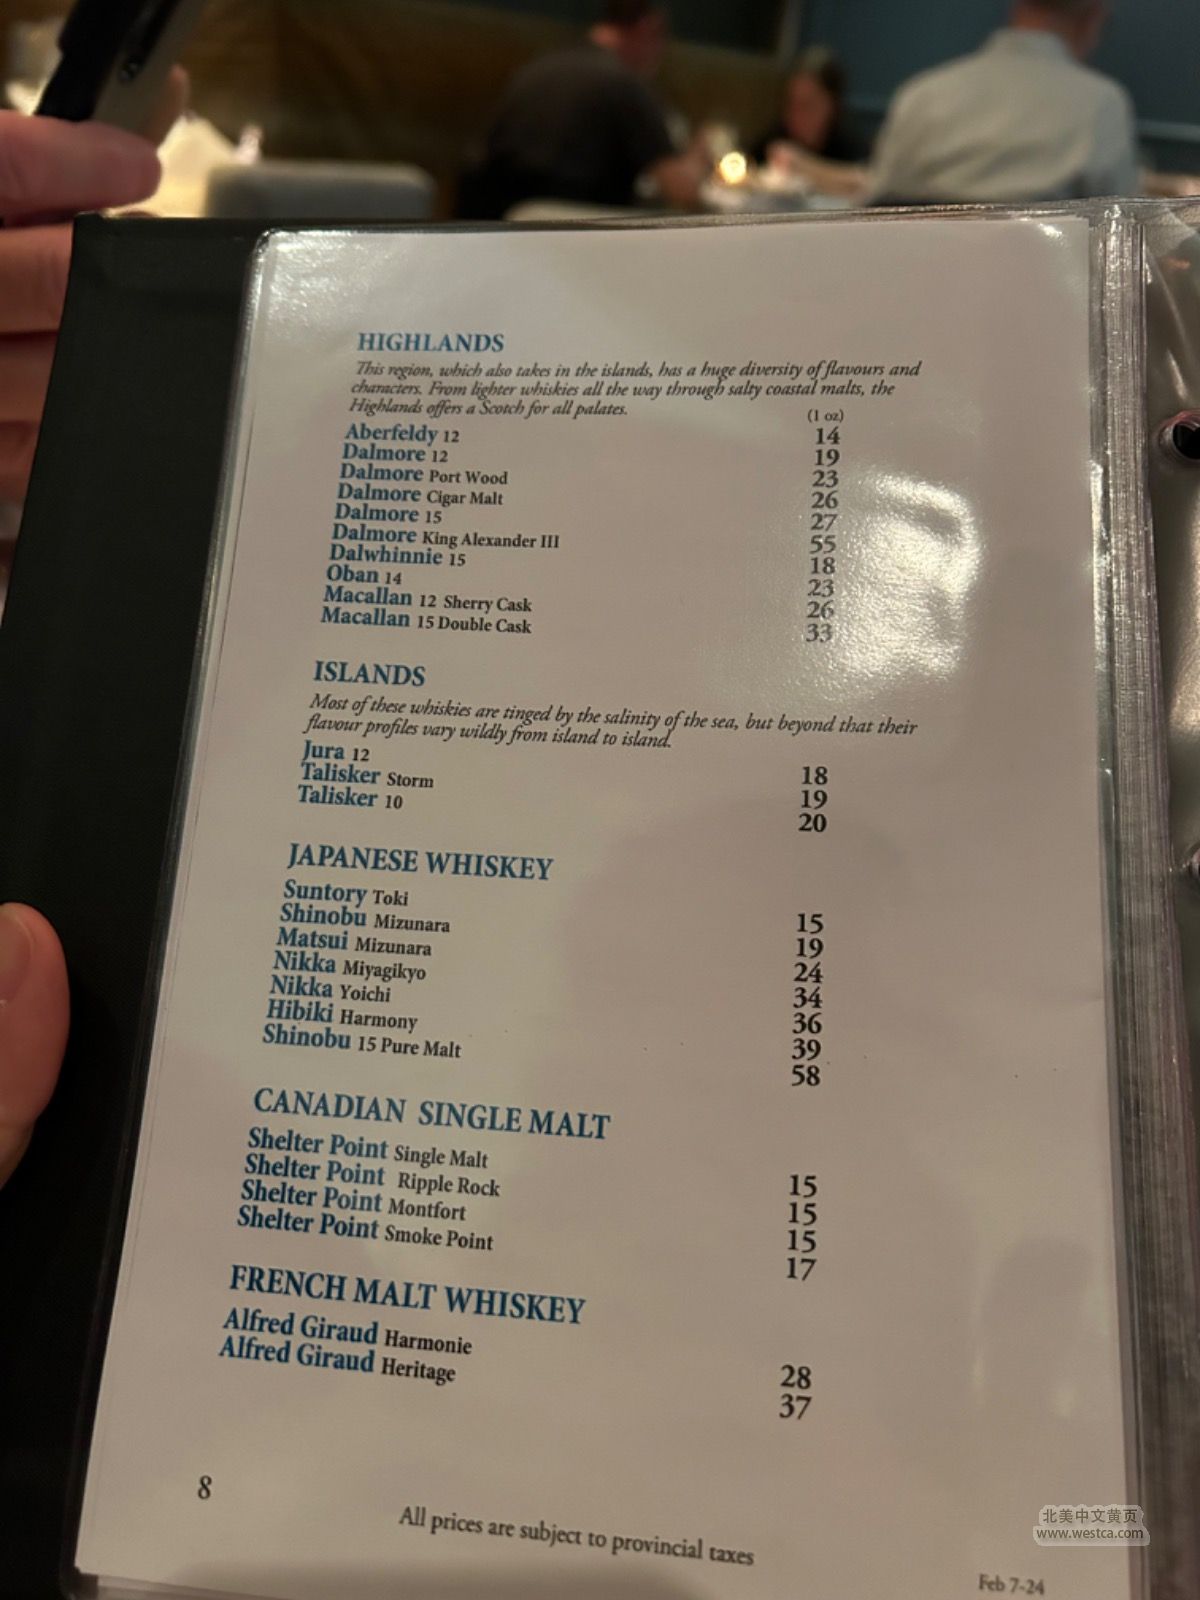 HIGHLANDS
This region, which also takes in the islands, has a huge diversity of flavours and
characters. From lighter whiskies all the way through salty coastal malts, the
Highlands offers a Scotch for all palates.
(1 oz)
Aberfeldy 12 14
Dalmore 12 19
Dalmore Port Wood 23
Dalmore Cigar Malt 26
Dalmore 15 27
Dalmore King Alexander III 55
Dalwhinnie 15 18
Oban 14 23
Macallan 12 Sherry Cask 26
Macallan 15 Double Cask 33
ISLANDS
Most of these whiskies are tinged by the salinity of the sea, but beyond that their
flavour profiles vary wildly from island to island.
Jura 12 18
Talisker Storm 19
Talisker 10 20
JAPANESE WHISKEY
Suntory Toki 15
Shinobu Mizunara 19
Matsui Mizunara 24
Nikka Miyagikyo 34
Nikka Yoichi 36
Hibiki Harmony 39
Shinobu 15 Pure Malt 58
CANADIAN SINGLE MALT
Shelter Point Single Malt 15
Shelter Point Ripple Rock 15
Shelter Point Montfort 15
Shelter Point Smoke Point 17
FRENCH MALT WHISKEY
Alfred Giraud Harmonie 28
Alfred Giraud Heritage 37
8
All prices are subject to provincial taxes
Feb 7-24
北美中文黄页
www.westca.com